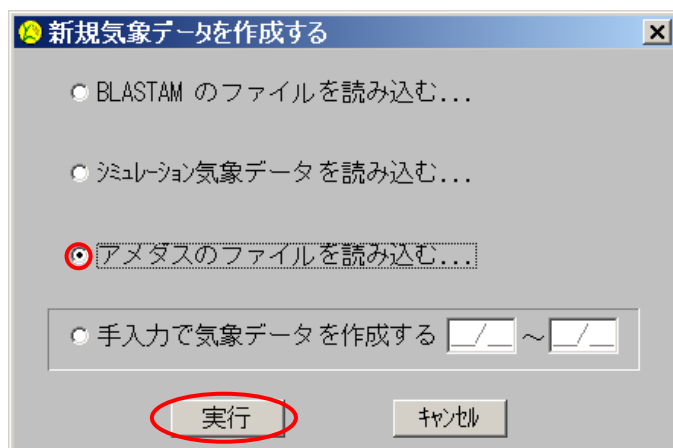 新規気象データを作成する
BLASTAM のファイルを読み込む...
ｼﾐｭﾚｰｼｮﾝ気象データを読み込む...
アメダスのファイルを読み込む...
手入力で気象データを作成する __/__ ～ __/__
実行 ｷｬﾝｾﾙ